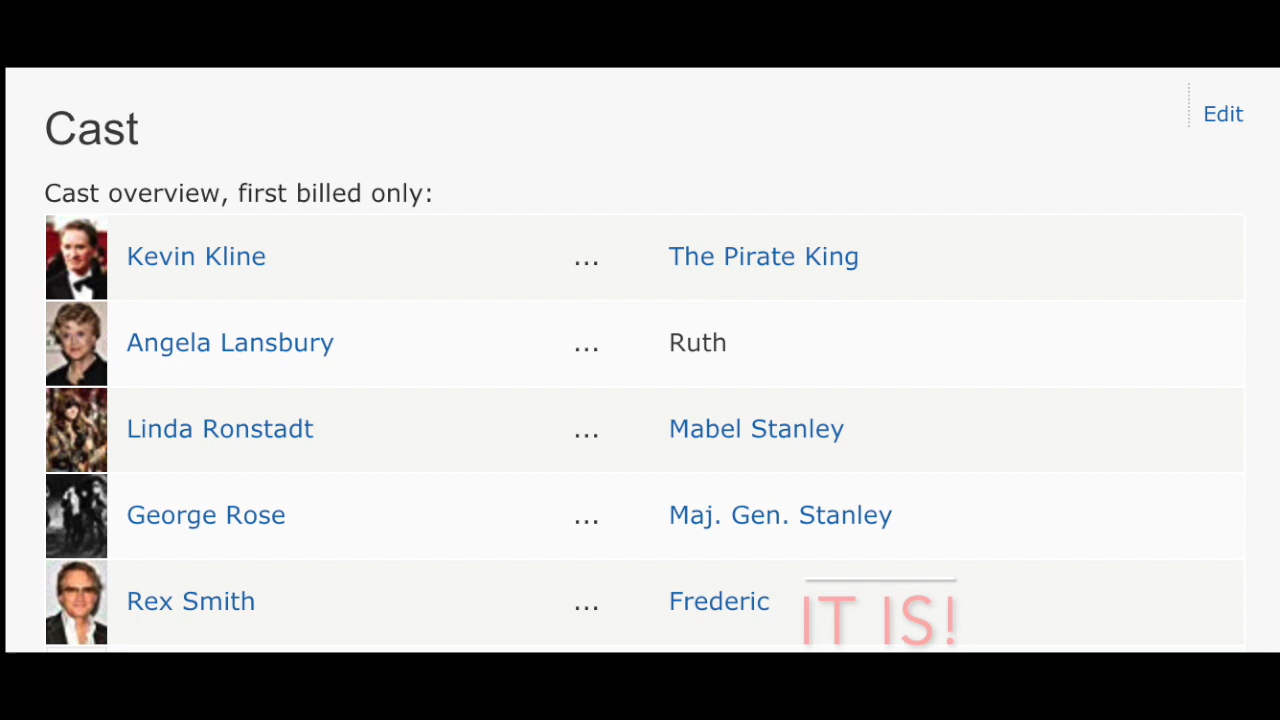 Cast
Edit
Cast overview, first billed only:
Kevin Kline ... The Pirate King
Angela Lansbury ... Ruth
Linda Ronstadt ... Mabel Stanley
George Rose ... Maj. Gen. Stanley
Rex Smith ... Frederic
IT IS!